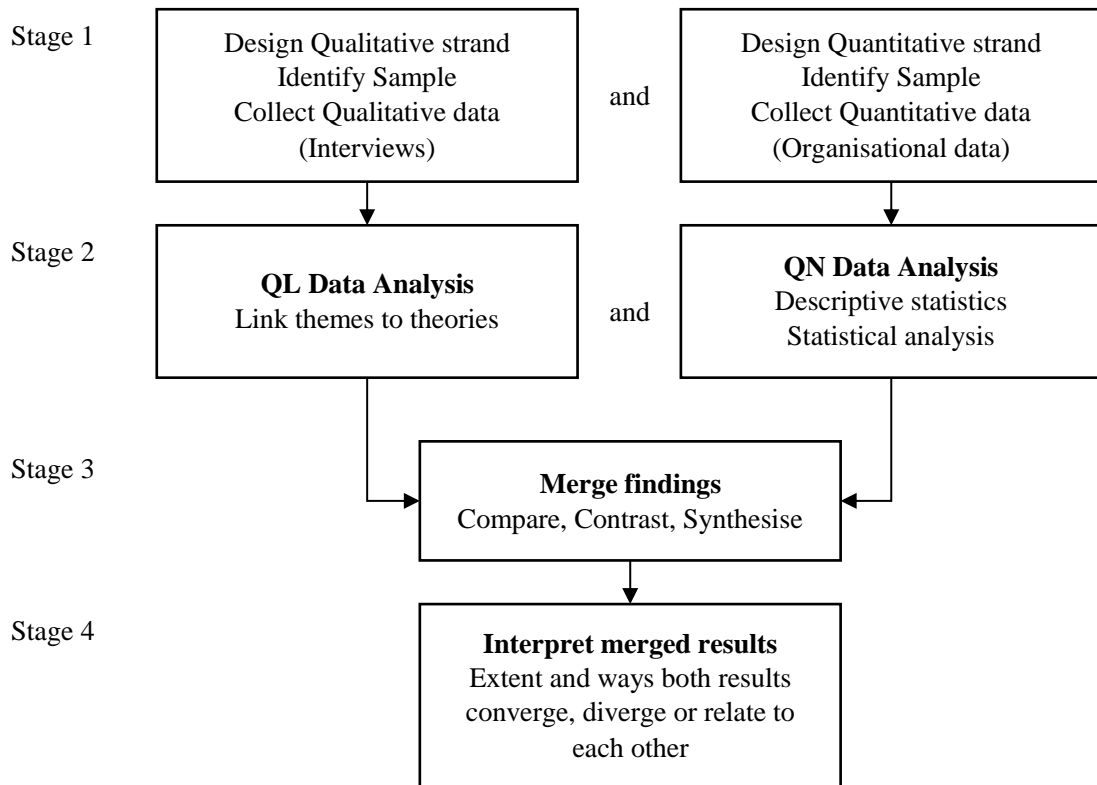 Stage 1
Design Qualitative strand
Identify Sample
Collect Qualitative data
(Interviews)
and
Design Quantitative strand
Identify Sample
Collect Quantitative data
(Organisational data)
Stage 2
QL Data Analysis
Link themes to theories
and
QN Data Analysis
Descriptive statistics
Statistical analysis
Stage 3
Merge findings
Compare, Contrast, Synthesise
Stage 4
Interpret merged results
Extent and ways both results
converge, diverge or relate to
each other